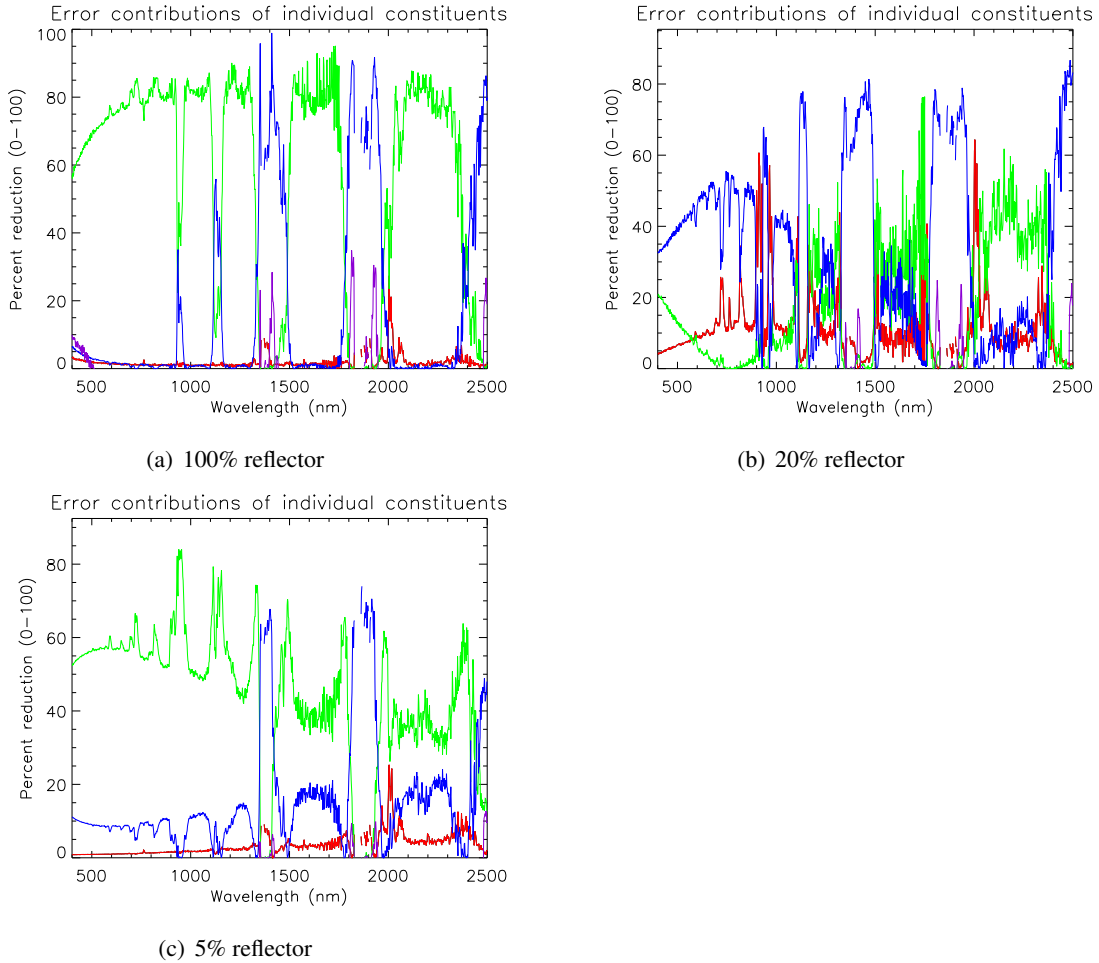 Error contributions of individual constituents
Percent reduction (0-100)
100
80
60
40
20
0
500 1000 1500 2000 2500
Wavelength (nm)
(a) 100% reflector
Error contributions of individual constituents
Percent reduction (0-100)
80
60
40
20
0
500 1000 1500 2000 2500
Wavelength (nm)
(b) 20% reflector
Error contributions of individual constituents
Percent reduction (0-100)
80
60
40
20
0
500 1000 1500 2000 2500
Wavelength (nm)
(c) 5% reflector